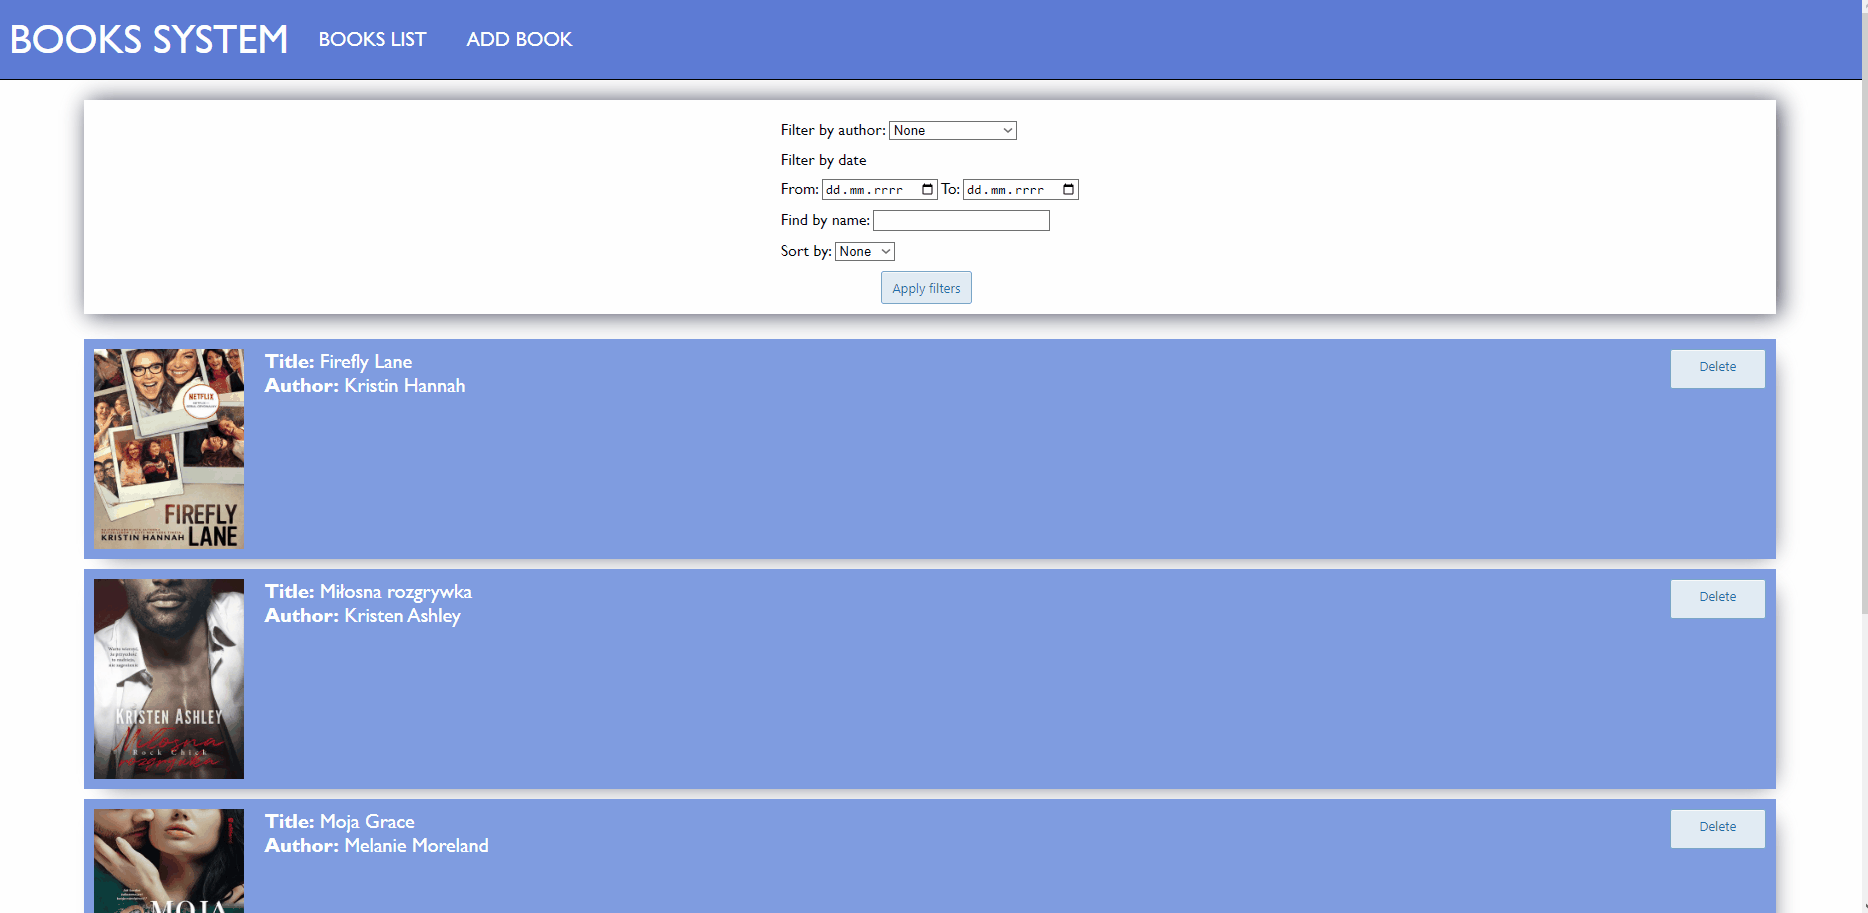 BOOKS SYSTEM BOOKS LIST ADD BOOK
Filter by author: None
Filter by date
From: dd.mm.rrrr To: dd.mm.rrrr
Find by name:
Sort by: None
Apply filters
Title: Firefly Lane
Author: Kristin Hannah
Delete
NETFLIX
FIREFLY
LANE
KRISTIN HANNAH
Title: Miłosna rozgrywka
Author: Kristen Ashley
Delete
KRISTEN ASHLEY
Miłosna
Rock Chick
rozgrywka
Title: Moja Grace
Author: Melanie Moreland
Delete
MOJA